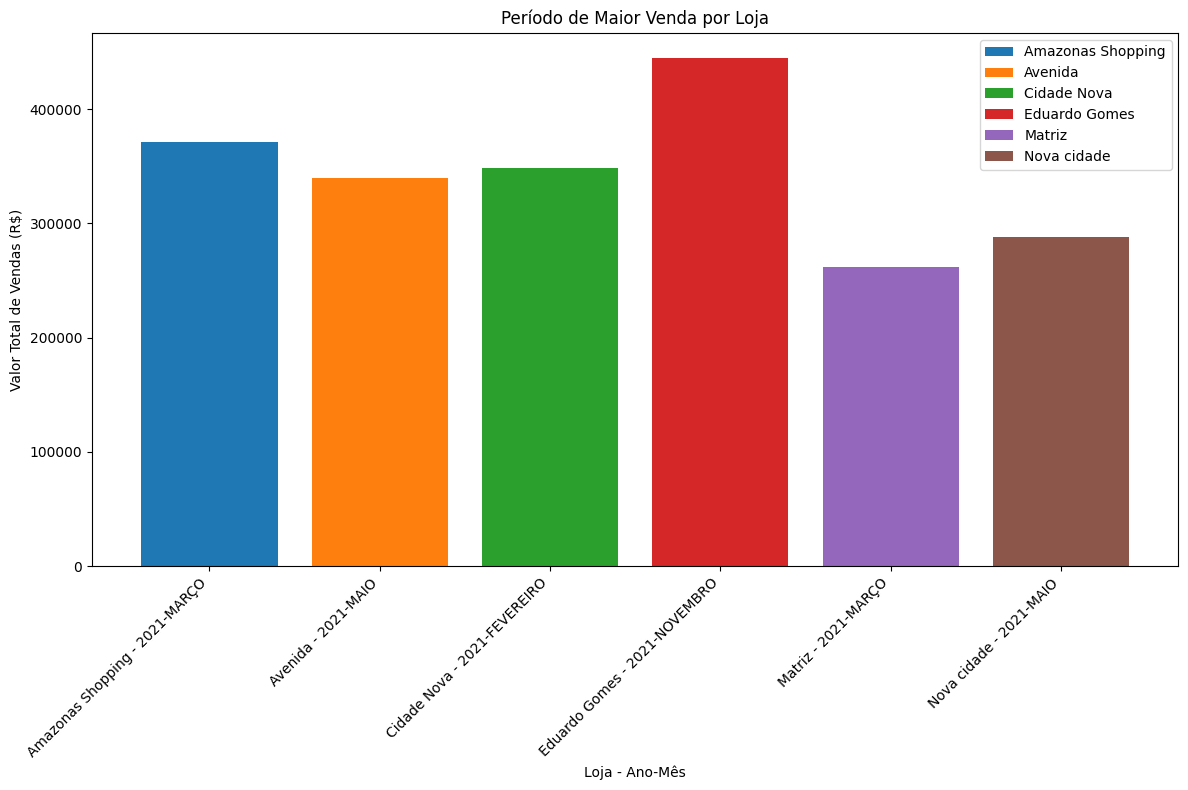 Período de Maior Venda por Loja
Valor Total de Vendas (R$)
400000
300000
200000
100000
0
Amazonas Shopping
Avenida
Cidade Nova
Eduardo Gomes
Matriz
Nova cidade
Amazonas Shopping - 2021-MARÇO
Avenida - 2021-MAIO
Cidade Nova - 2021-FEVEREIRO
Eduardo Gomes - 2021-NOVEMBRO
Matriz - 2021-MARÇO
Nova cidade - 2021-MAIO
Loja - Ano-Mês